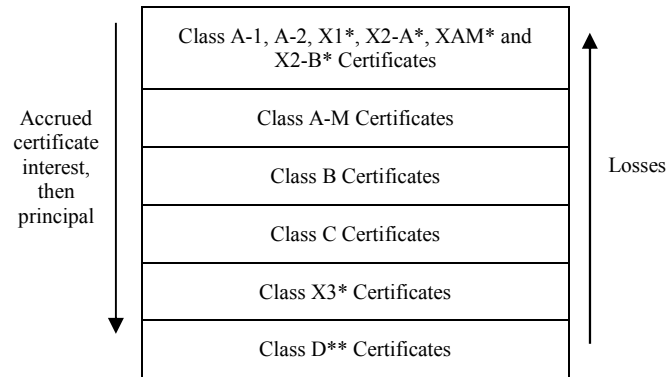 Class A-1, A-2, X1*, X2-A*, XAM* and
X2-B* Certificates
Accrued
certificate
interest,
then
principal
Class A-M Certificates
Class B Certificates
Class C Certificates
Class X3* Certificates
Class D** Certificates
Losses